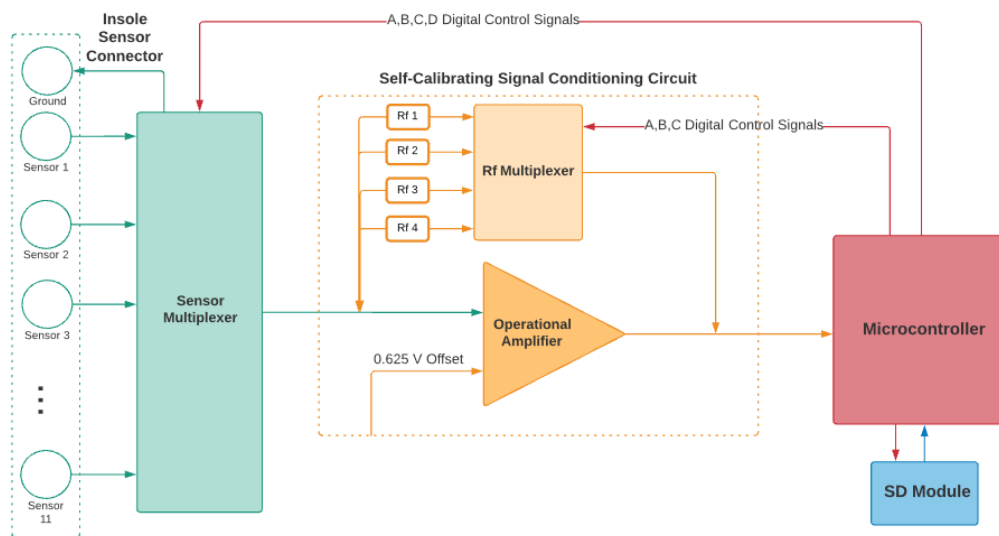 A,B,C,D Digital Control Signals
Insole
Sensor
Connector
Ground
Sensor 1
Sensor 2
Sensor 3
...
Sensor
11
Sensor
Multiplexer
Self-Calibrating Signal Conditioning Circuit
Rf 1
Rf 2
Rf 3
Rf 4
Rf Multiplexer
A,B,C Digital Control Signals
Operational
Amplifier
0.625 V Offset
Microcontroller
SD Module